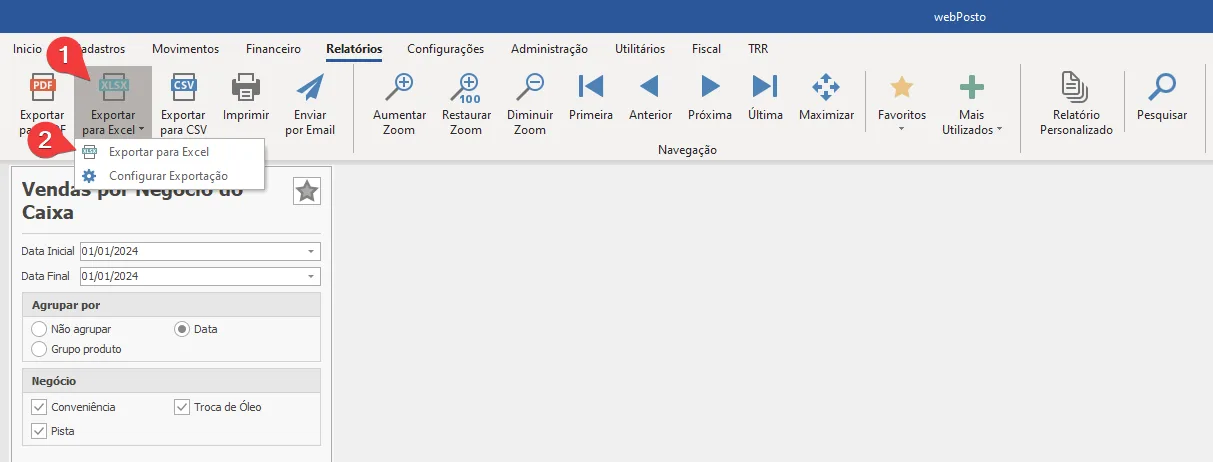 webPosto
Inicio
adastros
Movimentos
Financeiro
Relatórios
Configurações
Administração
Utilitários
Fiscal
TRR
1
PDF
XLSX
CSV
100
Exportar
Exportar
para Excel
Exportar
para CSV
Imprimir
Enviar
por Email
Aumentar
Zoom
Restaurar
Zoom
Diminuir
Zoom
Primeira
Anterior
Próxima
Última
Maximizar
Favoritos
Mais
Utilizados
Relatório
Personalizado
Pesquisar
Navegação
2
XLSX
Exportar para Excel
Configurar Exportação
Vendas por Negócio do
Caixa
Data Inicial
01/01/2024
Data Final
01/01/2024
Agrupar por
Não agrupar
Data
Grupo produto
Negócio
Conveniência
Troca de Óleo
Pista